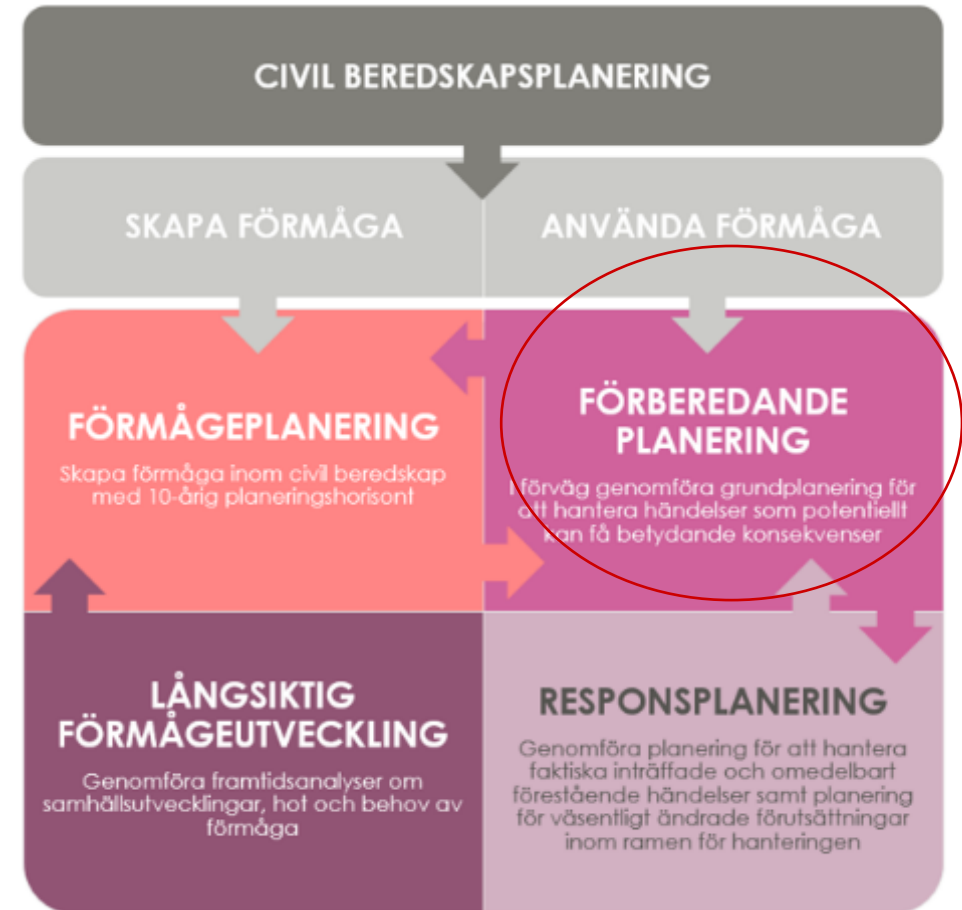 CIVIL BEREDSKAPSPLANERING
SKAPA FÖRMÅGA
ANVÄNDA FÖRMÅGA
FÖRMÅGEPLANERING
Skapa förmåga inom civil beredskap
med 10-årig planeringshorisont
FÖRBEREDANDE
PLANERING
I förväg genomföra grundplanering för
att hantera händelser som potentiellt
kan få betydande konsekvenser
LÅNGSIKTIG
FÖRMÅGEUTVECKLING
Genomföra framtidsanalyser om
samhällsutvecklingar, hot och behov av
förmåga
RESPONSPLANERING
Genomföra planering för att hantera
faktiska inträffade och omedelbart
förestående händelser samt planering
för väsentligt ändrade förutsättningar
inom ramen för hanteringen